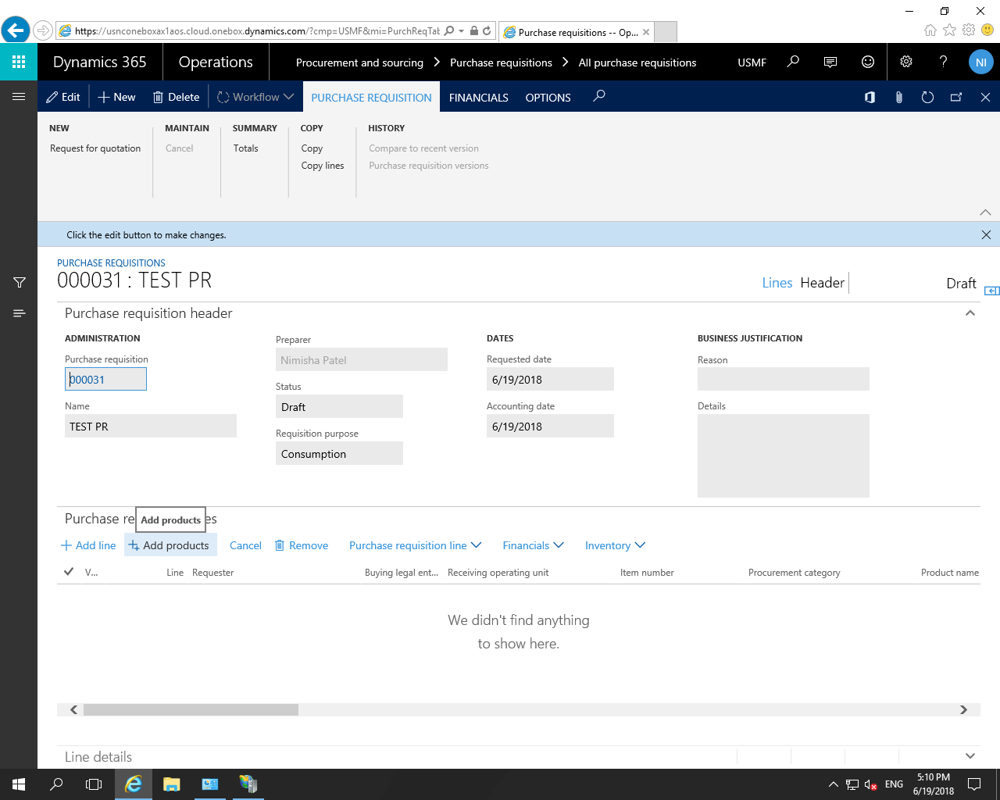 https://usnconeboxax1aos.cloud.onebox.dynamics.com/?cmp=USMF&mi=PurchReqTab
Purchase requisitions -- Op...
Dynamics 365
Operations
Procurement and sourcing > Purchase requisitions > All purchase requisitions
USMF
NI
Edit
New
Delete
Workflow
PURCHASE REQUISITION
FINANCIALS
OPTIONS
NEW
Request for quotation
MAINTAIN
Cancel
SUMMARY
Totals
COPY
Copy
Copy lines
HISTORY
Compare to recent version
Purchase requisition versions
Click the edit button to make changes.
PURCHASE REQUISITIONS
000031 : TEST PR
Lines
Header
Draft
Purchase requisition header
ADMINISTRATION
Purchase requisition
000031
Name
TEST PR
Preparer
Nimisha Patel
Status
Draft
Requisition purpose
Consumption
DATES
Requested date
6/19/2018
Accounting date
6/19/2018
BUSINESS JUSTIFICATION
Reason
Details
Purchase re
es
Add products
Add line
Add products
Cancel
Remove
Purchase requisition line
Financials
Inventory
V...
Line
Requester
Buying legal ent...
Receiving operating unit
Item number
Procurement category
Product name
We didn't find anything
to show here.
Line details
ENG
5:10 PM
6/19/2018